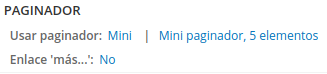 PAGINADOR
Usar paginador: Mini | Mini paginador, 5 elementos
Enlace 'más...': No